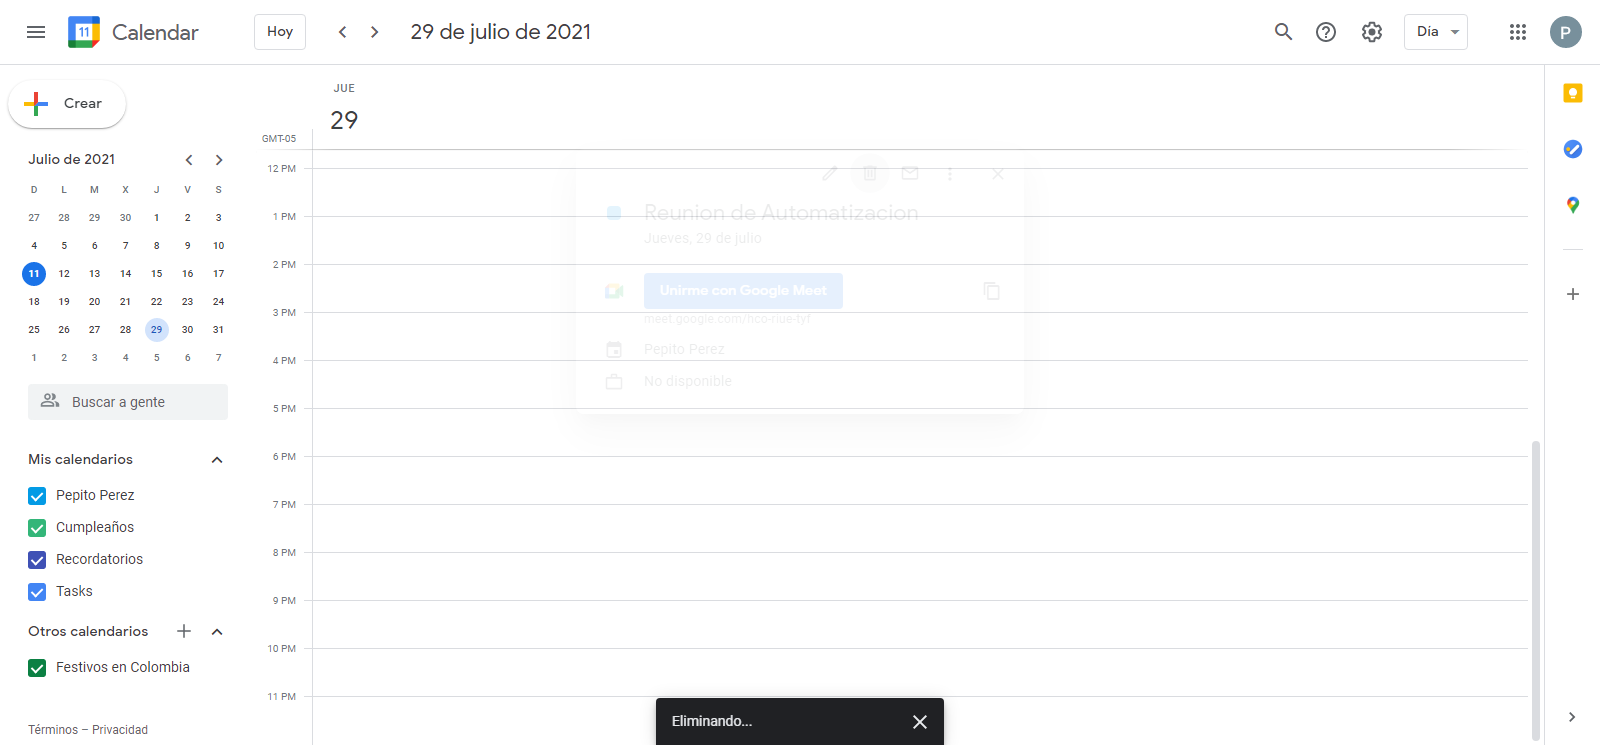 11 Calendar
Hoy
29 de julio de 2021
Día
P
Crear
Julio de 2021
D L M X J V S
27 28 29 30 1 2 3
4 5 6 7 8 9 10
11 12 13 14 15 16 17
18 19 20 21 22 23 24
25 26 27 28 29 30 31
1 2 3 4 5 6 7
Buscar a gente
Mis calendarios
Pepito Perez
Cumpleaños
Recordatorios
Tasks
Otros calendarios
Festivos en Colombia
Términos – Privacidad
JUE
29
GMT-05
12 PM
1 PM
2 PM
3 PM
4 PM
5 PM
6 PM
7 PM
8 PM
9 PM
10 PM
11 PM
Reunion de Automatizacion
Jueves, 29 de julio
Unirme con Google Meet
meet.google.com/hco-riue-tyf
Pepito Perez
No disponible
Eliminando...